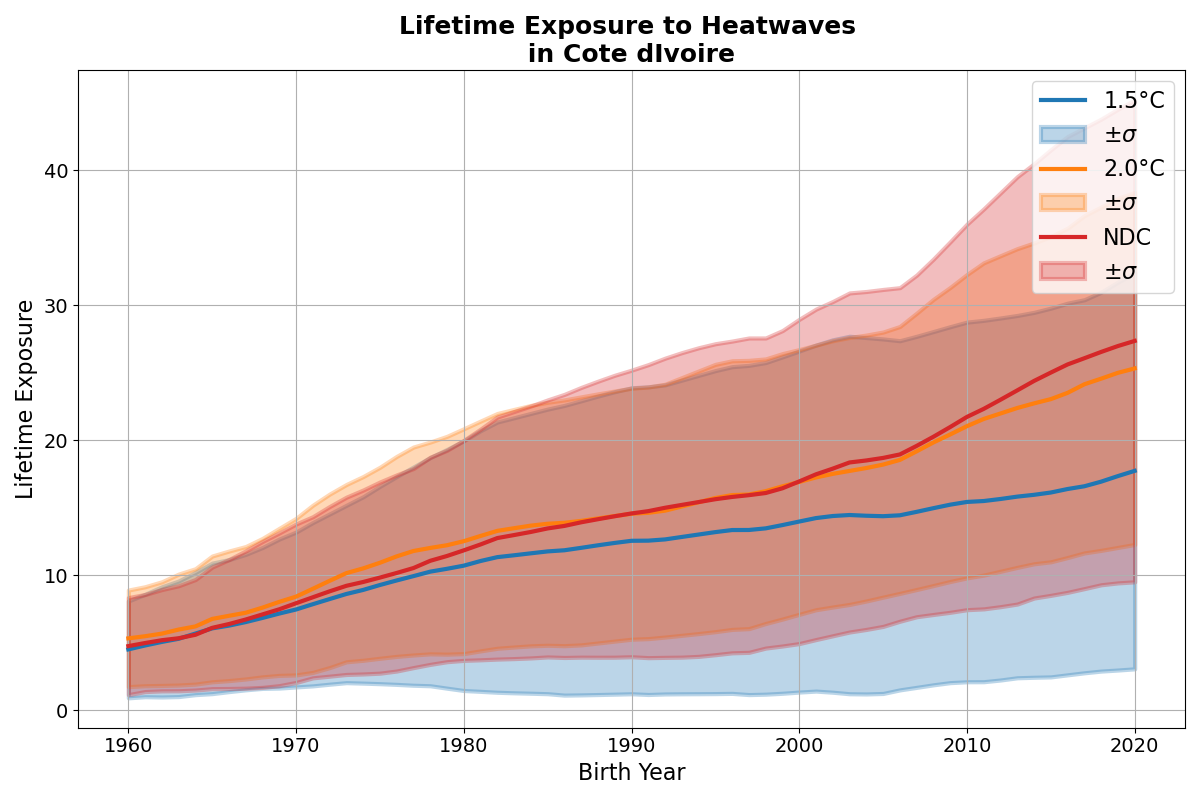 Lifetime Exposure to Heatwaves
in Cote dIvoire
Lifetime Exposure
40
30
20
10
0
1960
1970
1980
1990
2000
2010
2020
Birth Year
1.5°C
±σ
2.0°C
±σ
NDC
±σ